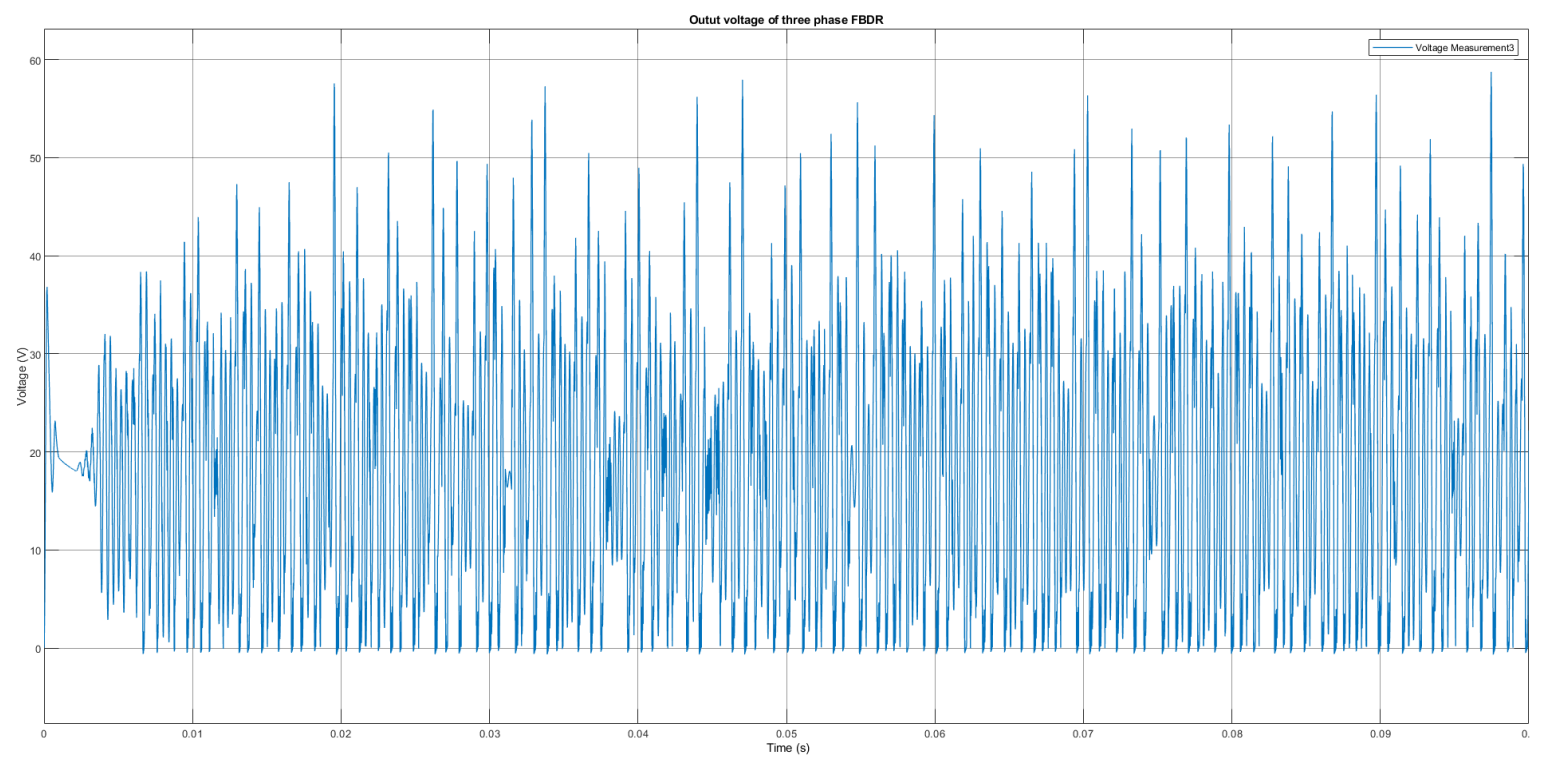 Outut voltage of three phase FBDR
Voltage Measurement3
Voltage (V)
60
50
40
30
20
10
0
0 0.01 0.02 0.03 0.04 0.05 0.06 0.07 0.08 0.09 0.
Time (s)